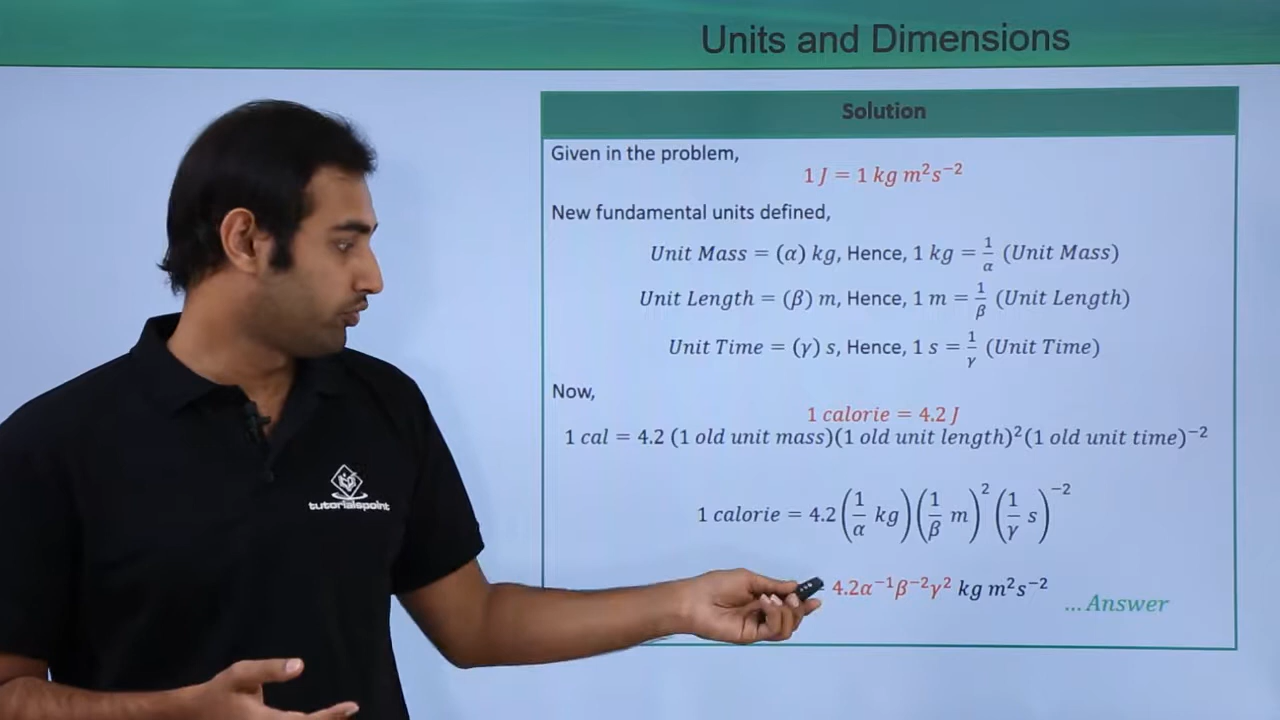 Units and Dimensions
Solution
Given in the problem,
1 J = 1 kg m²s⁻²
New fundamental units defined,
Unit Mass = (α) kg, Hence, 1 kg = 1/α (Unit Mass)
Unit Length = (β) m, Hence, 1 m = 1/β (Unit Length)
Unit Time = (γ) s, Hence, 1 s = 1/γ (Unit Time)
Now,
1 calorie = 4.2 J
1 cal = 4.2 (1 old unit mass)(1 old unit length)²(1 old unit time)⁻²
1 calorie = 4.2 (1/α kg)(1/β m)²(1/γ s)⁻²
4.2α⁻¹β⁻²γ² kg m²s⁻²
... Answer
tutorialspoint